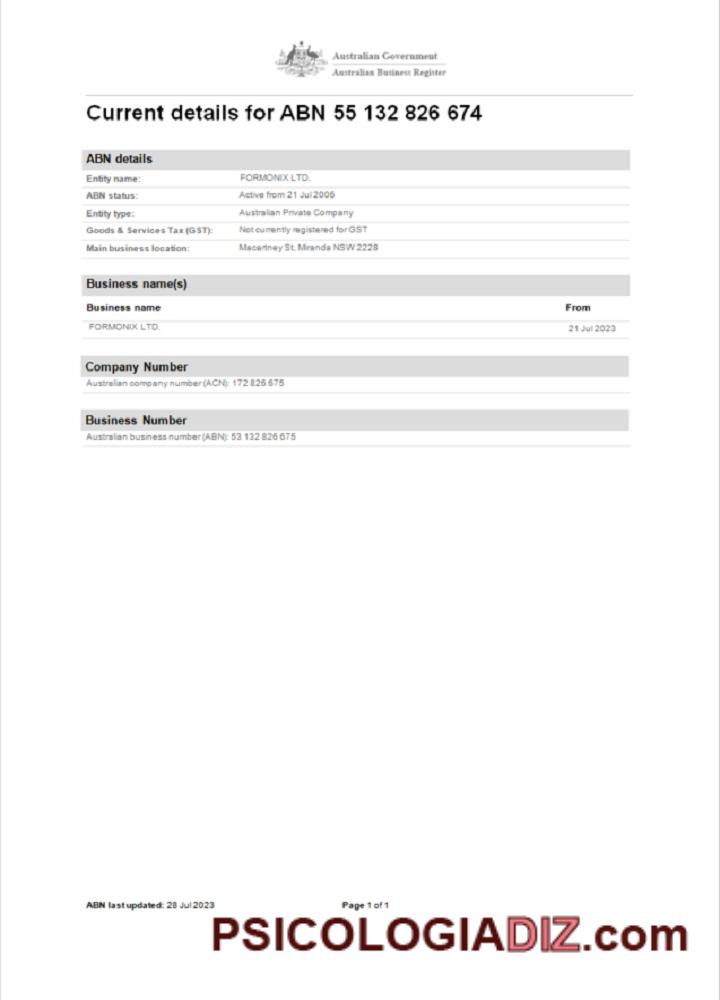 Australian Government
Australian Business Register
Current details for ABN 55 132 826 674
ABN details
Entity name: FORMONIX LTD.
ABN status: Active from 21 Jul 2006
Entity type: Australian Private Company
Goods & Services Tax (GST): Not currently registered for GST
Main business location: Macartney St, Miranda NSW 2228
Business name(s)
Business name From
FORMONIX LTD. 21 Jul 2023
Company Number
Australian company number (ACN): 172 826 675
Business Number
Australian business number (ABN): 53 132 826 675
ABN last updated: 28 Jul 2023 Page 1 of 1
PSICOLOGIADIZ.com